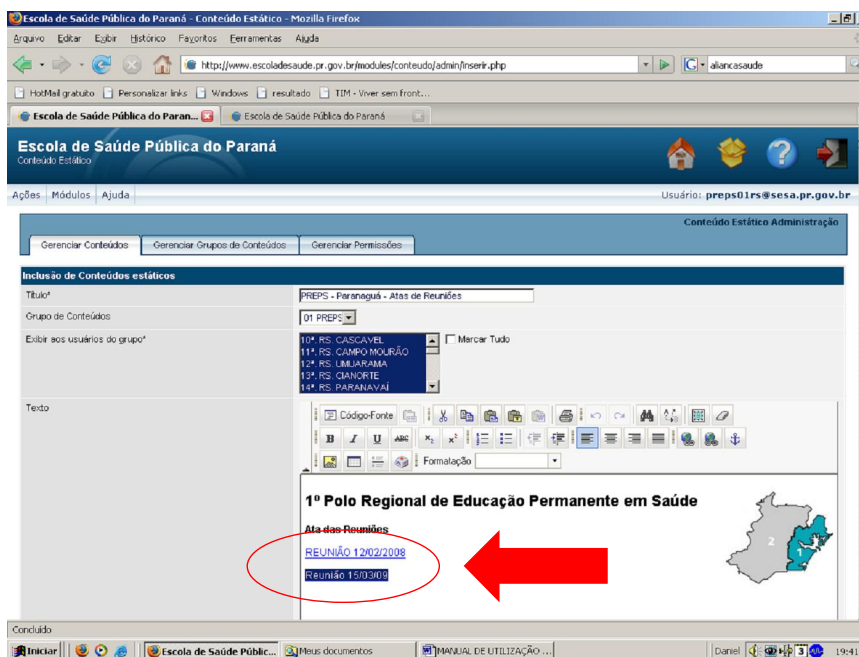 Escola de Saúde Pública do Paraná - Conteúdo Estático - Mozilla Firefox
Arquivo Editar Exibir Histórico Favoritos Ferramentas Ajuda
http://www.escoladesaude.pr.gov.br/modules/conteudo/admin/inserir.php
aliancasaude
HotMail gratuito Personalizar links Windows resultado TIM - Viver sem front...
Escola de Saúde Pública do Paran... Escola de Saúde Pública do Paraná
Escola de Saúde Pública do Paraná
Conteúdo Estático
Ações Módulos Ajuda Usuário: preps01rs@sesa.pr.gov.br
Conteúdo Estático Administração
Gerenciar Conteúdos Gerenciar Grupos de Conteúdos Gerenciar Permissões
Inclusão de Conteúdos estáticos
Título* PREPS - Paranaguá - Atas de Reuniões
Grupo de Conteúdos 01 PREPS
Exibir aos usuários do grupo* 10ª. RS. CASCAVEL Marcar Tudo
11ª. RS. CAMPO MOURÃO
12ª. RS. UMUARAMA
13ª. RS. CIANORTE
14ª. RS. PARANAVAÍ
Texto Código-Fonte
B I U ABC x₂ x²
Formatação
1º Polo Regional de Educação Permanente em Saúde
Ata das Reuniões
REUNIÃO 12/02/2008
Reunião 15/03/09
2
1
Concluído
Iniciar Escola de Saúde Públic... Meus documentos MANUAL DE UTILIZAÇÃO ... Daniel 3 19:41